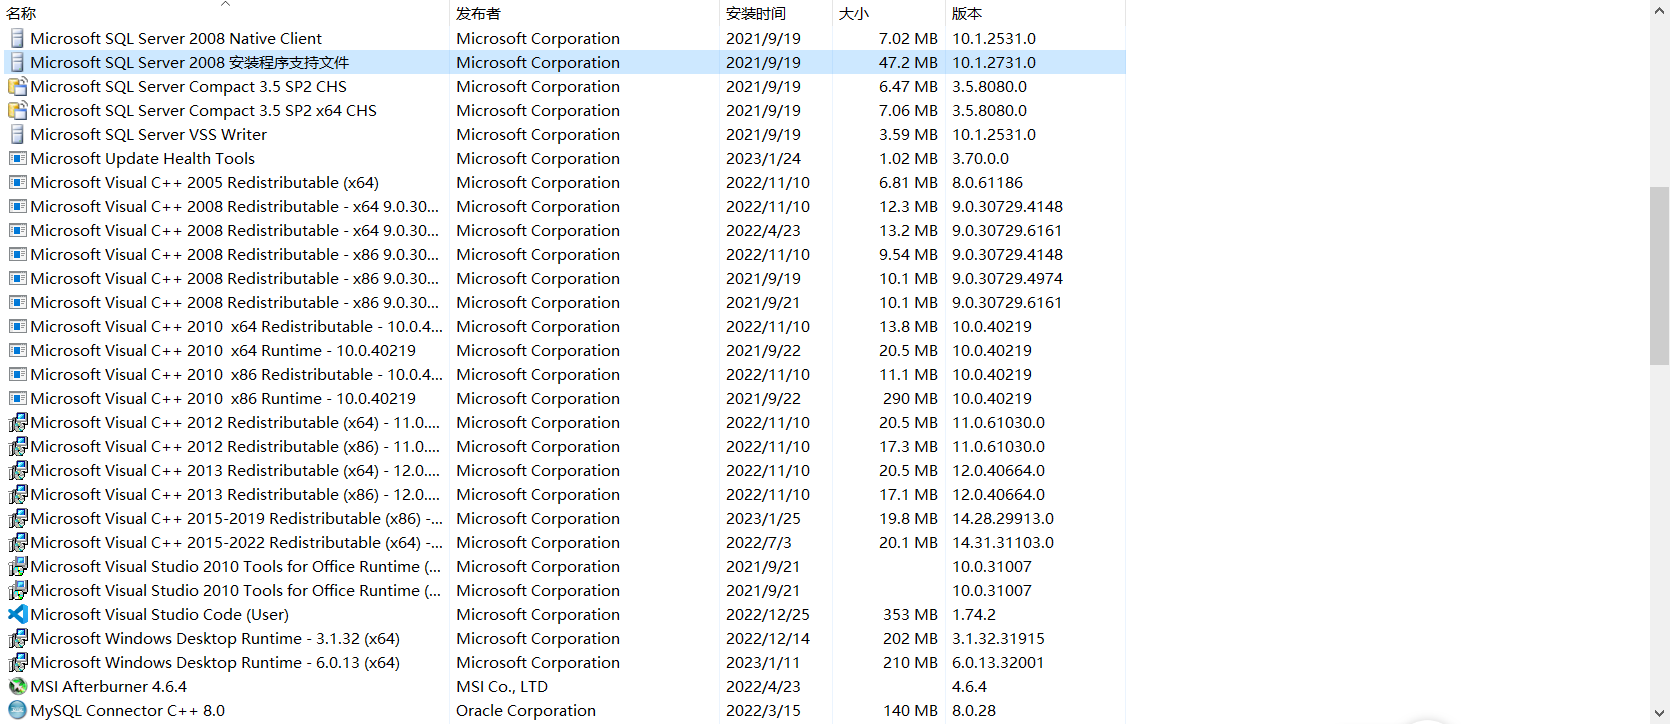 名称 发布者 安装时间 大小 版本
Microsoft SQL Server 2008 Native Client Microsoft Corporation 2021/9/19 7.02 MB 10.1.2531.0
Microsoft SQL Server 2008 安装程序支持文件 Microsoft Corporation 2021/9/19 47.2 MB 10.1.2731.0
Microsoft SQL Server Compact 3.5 SP2 CHS Microsoft Corporation 2021/9/19 6.47 MB 3.5.8080.0
Microsoft SQL Server Compact 3.5 SP2 x64 CHS Microsoft Corporation 2021/9/19 7.06 MB 3.5.8080.0
Microsoft SQL Server VSS Writer Microsoft Corporation 2021/9/19 3.59 MB 10.1.2531.0
Microsoft Update Health Tools Microsoft Corporation 2023/1/24 1.02 MB 3.70.0.0
Microsoft Visual C++ 2005 Redistributable (x64) Microsoft Corporation 2022/11/10 6.81 MB 8.0.61186
Microsoft Visual C++ 2008 Redistributable - x64 9.0.30... Microsoft Corporation 2022/11/10 12.3 MB 9.0.30729.4148
Microsoft Visual C++ 2008 Redistributable - x64 9.0.30... Microsoft Corporation 2022/4/23 13.2 MB 9.0.30729.6161
Microsoft Visual C++ 2008 Redistributable - x86 9.0.30... Microsoft Corporation 2022/11/10 9.54 MB 9.0.30729.4148
Microsoft Visual C++ 2008 Redistributable - x86 9.0.30... Microsoft Corporation 2021/9/19 10.1 MB 9.0.30729.4974
Microsoft Visual C++ 2008 Redistributable - x86 9.0.30... Microsoft Corporation 2021/9/21 10.1 MB 9.0.30729.6161
Microsoft Visual C++ 2010  x64 Redistributable - 10.0.4... Microsoft Corporation 2022/11/10 13.8 MB 10.0.40219
Microsoft Visual C++ 2010  x64 Runtime - 10.0.40219 Microsoft Corporation 2021/9/22 20.5 MB 10.0.40219
Microsoft Visual C++ 2010  x86 Redistributable - 10.0.4... Microsoft Corporation 2022/11/10 11.1 MB 10.0.40219
Microsoft Visual C++ 2010  x86 Runtime - 10.0.40219 Microsoft Corporation 2021/9/22 290 MB 10.0.40219
Microsoft Visual C++ 2012 Redistributable (x64) - 11.0.... Microsoft Corporation 2022/11/10 20.5 MB 11.0.61030.0
Microsoft Visual C++ 2012 Redistributable (x86) - 11.0.... Microsoft Corporation 2022/11/10 17.3 MB 11.0.61030.0
Microsoft Visual C++ 2013 Redistributable (x64) - 12.0.... Microsoft Corporation 2022/11/10 20.5 MB 12.0.40664.0
Microsoft Visual C++ 2013 Redistributable (x86) - 12.0.... Microsoft Corporation 2022/11/10 17.1 MB 12.0.40664.0
Microsoft Visual C++ 2015-2019 Redistributable (x86) -... Microsoft Corporation 2023/1/25 19.8 MB 14.28.29913.0
Microsoft Visual C++ 2015-2022 Redistributable (x64) -... Microsoft Corporation 2022/7/3 20.1 MB 14.31.31103.0
Microsoft Visual Studio 2010 Tools for Office Runtime (... Microsoft Corporation 2021/9/21 10.0.31007
Microsoft Visual Studio 2010 Tools for Office Runtime (... Microsoft Corporation 2021/9/21 10.0.31007
Microsoft Visual Studio Code (User) Microsoft Corporation 2022/12/25 353 MB 1.74.2
Microsoft Windows Desktop Runtime - 3.1.32 (x64) Microsoft Corporation 2022/12/14 202 MB 3.1.32.31915
Microsoft Windows Desktop Runtime - 6.0.13 (x64) Microsoft Corporation 2023/1/11 210 MB 6.0.13.32001
MSI Afterburner 4.6.4 MSI Co., LTD 2022/4/23 4.6.4
MySQL Connector C++ 8.0 Oracle Corporation 2022/3/15 140 MB 8.0.28